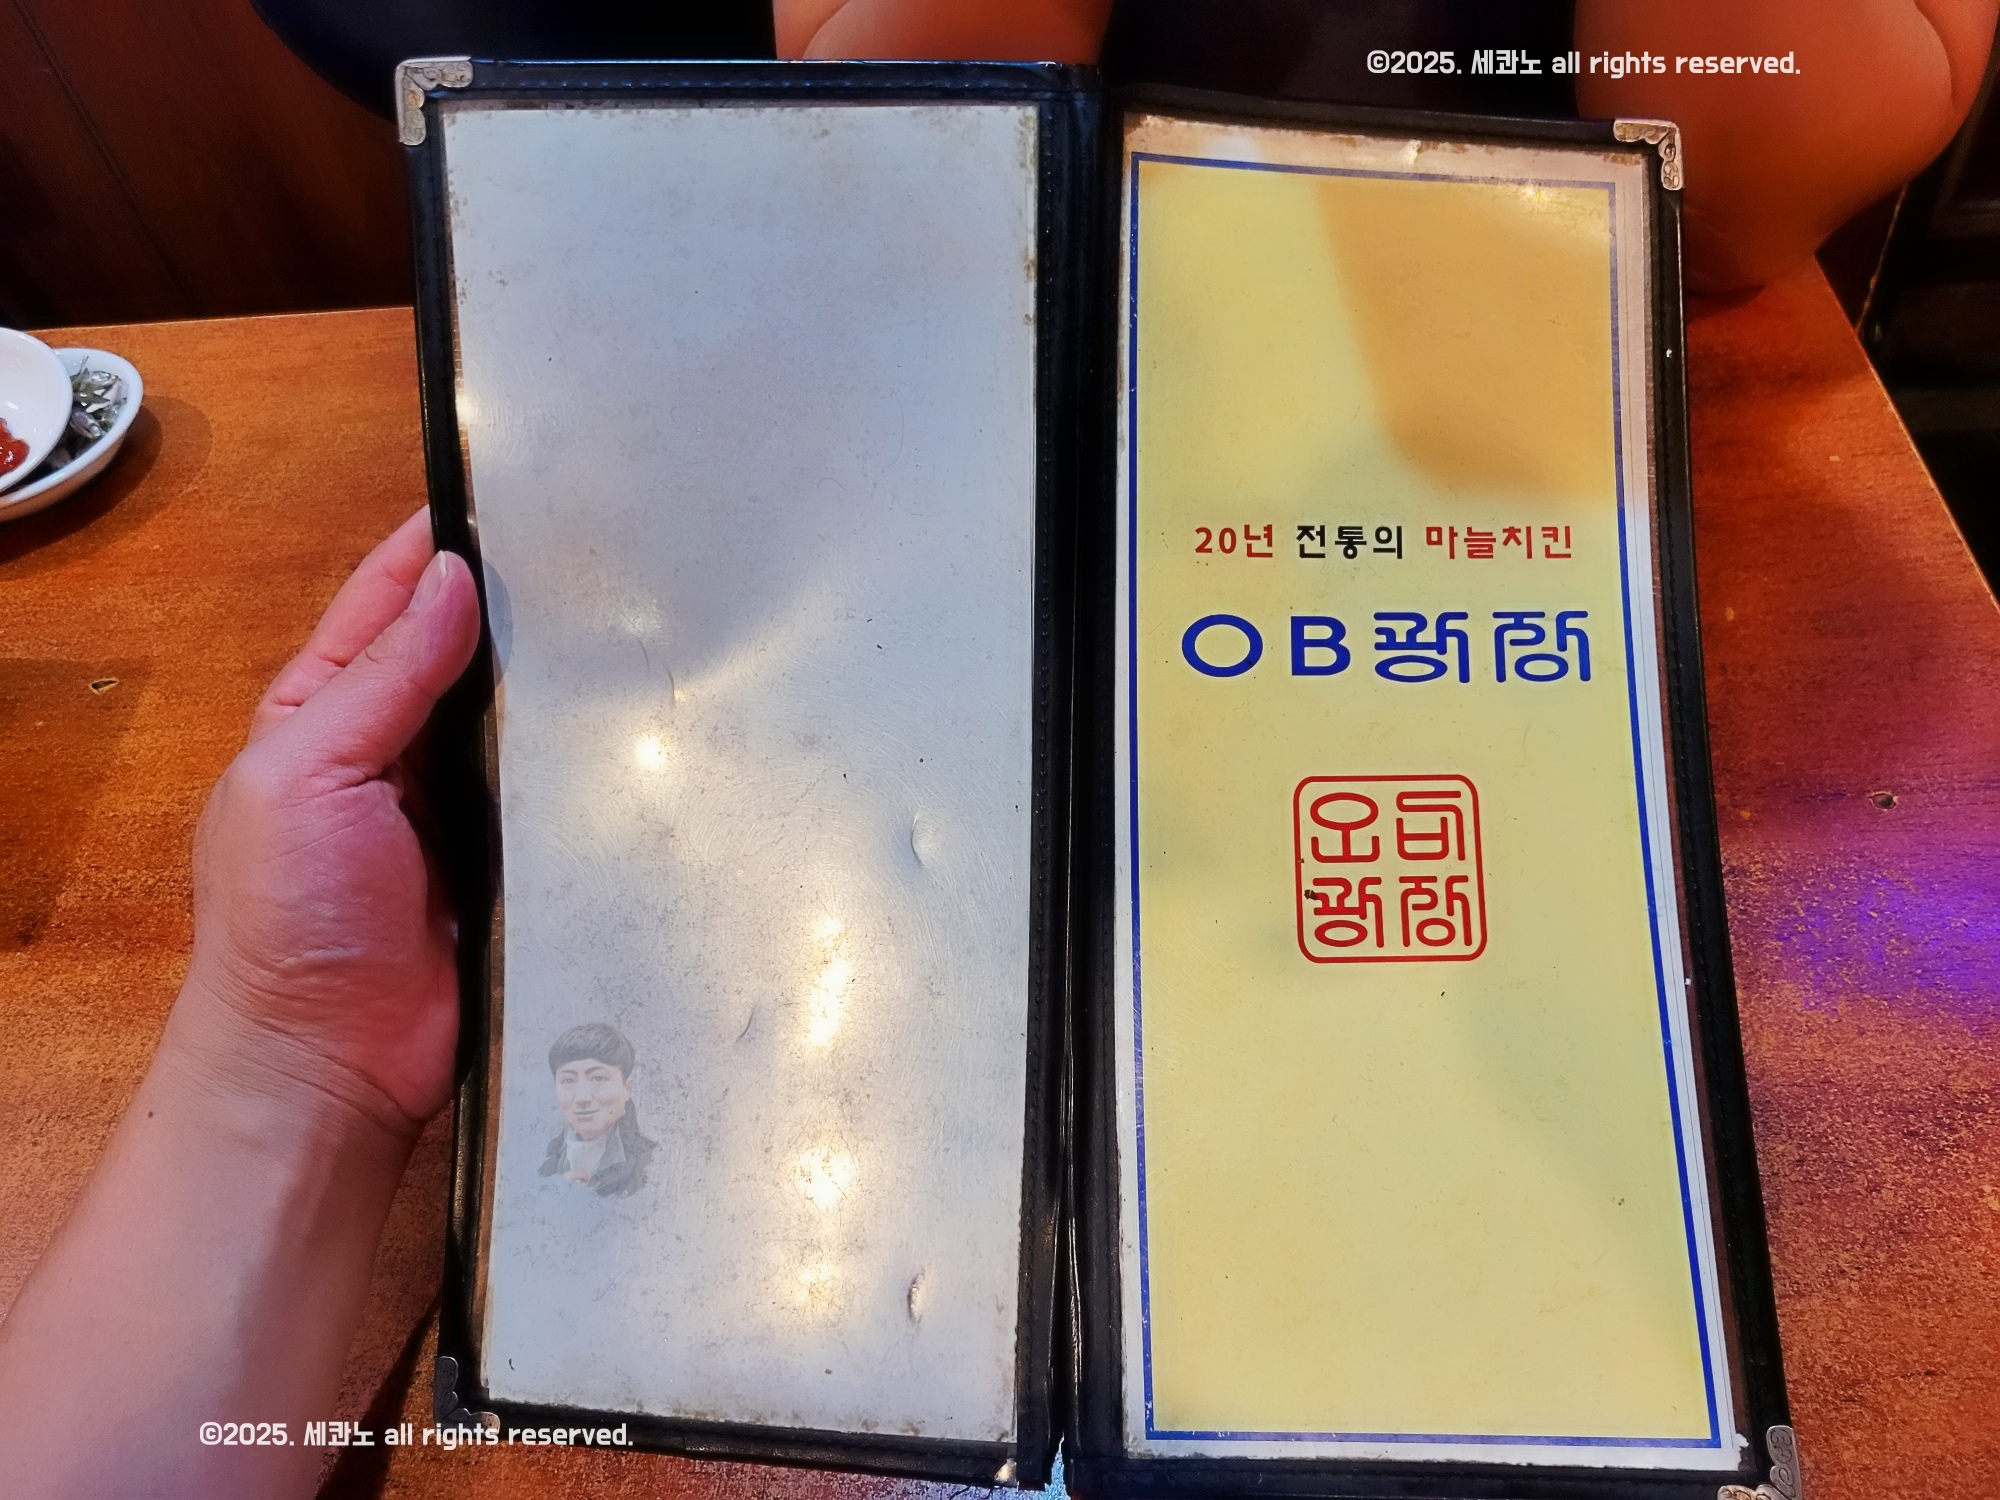 ©2025. 세콰노 all rights reserved.
20년 전통의 마늘치킨
OB광장
오비
광장
©2025. 세콰노 all rights reserved.